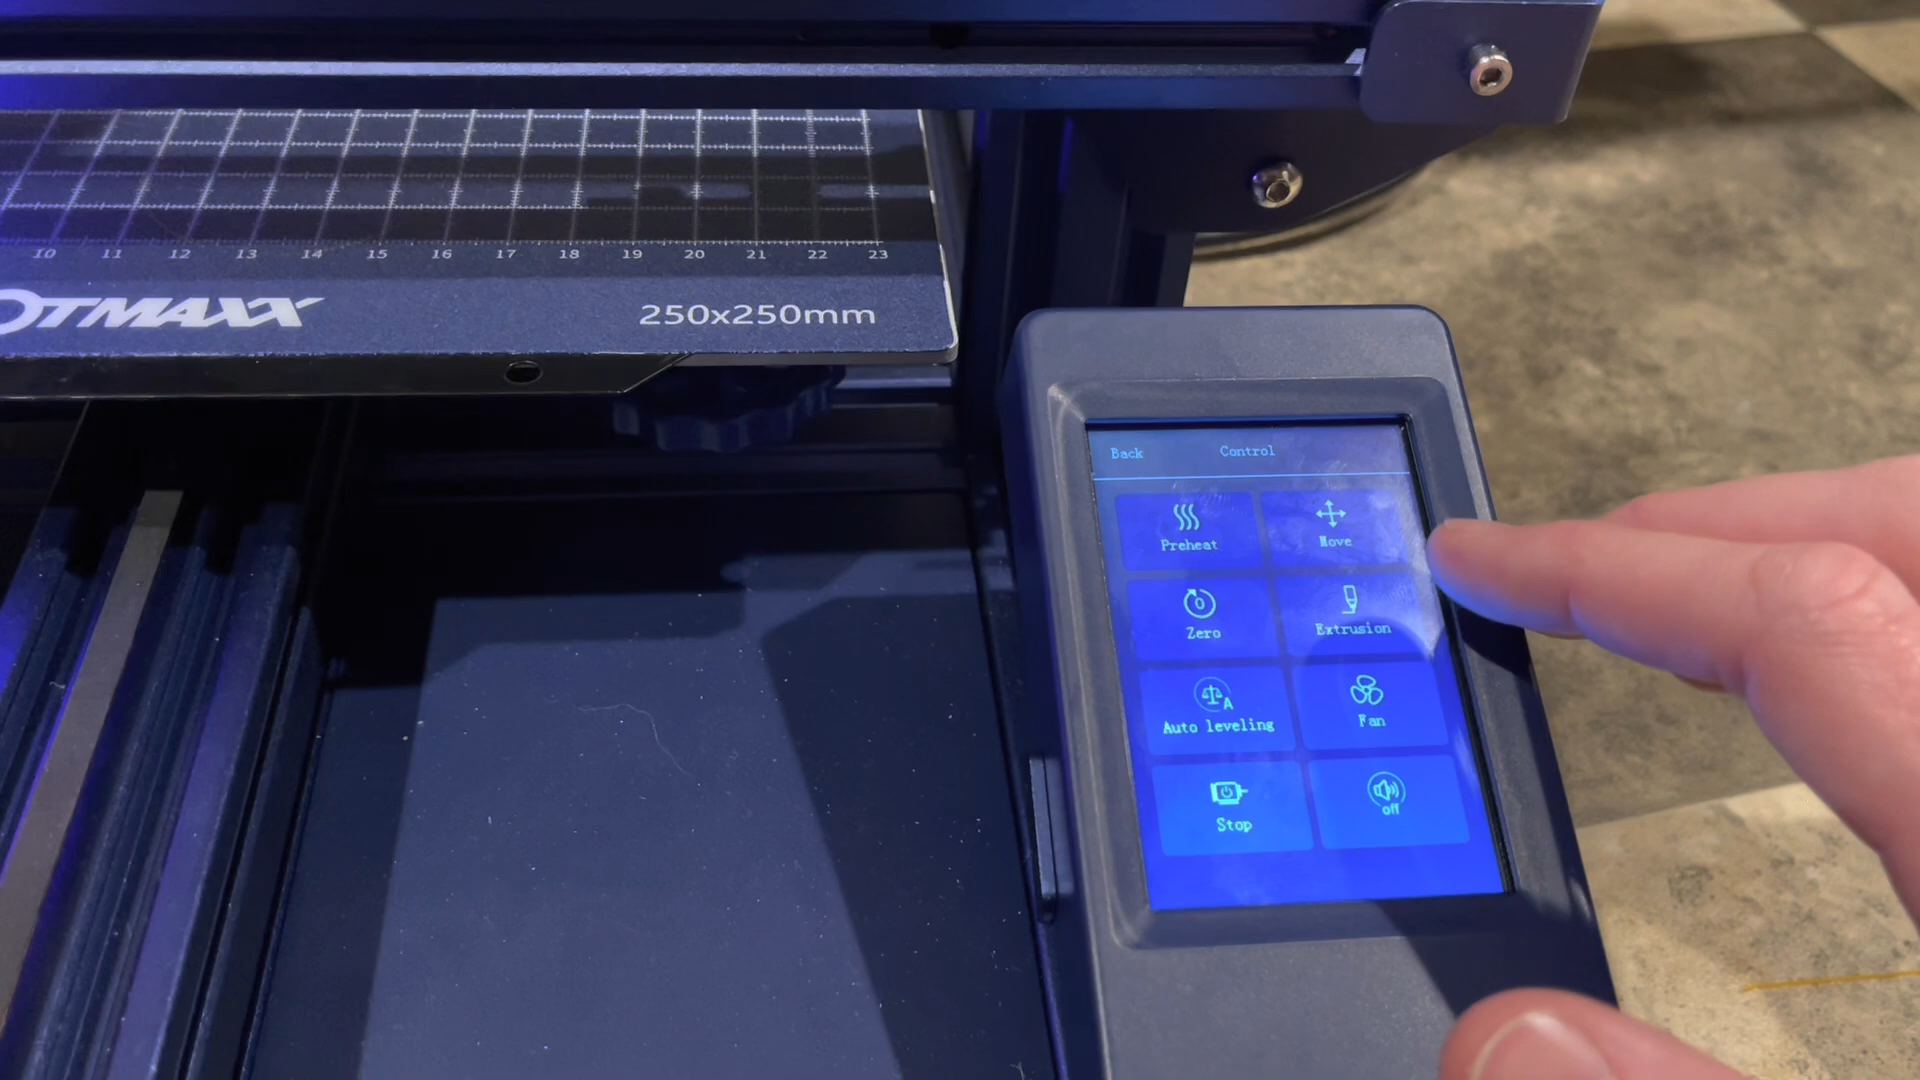 10 11 12 13 14 15 16 17 18 19 20 21 22 23
OTMAXX
250x250mm
Back Control
Preheat Move
Zero Extrusion
A
Auto leveling Fan
Stop off